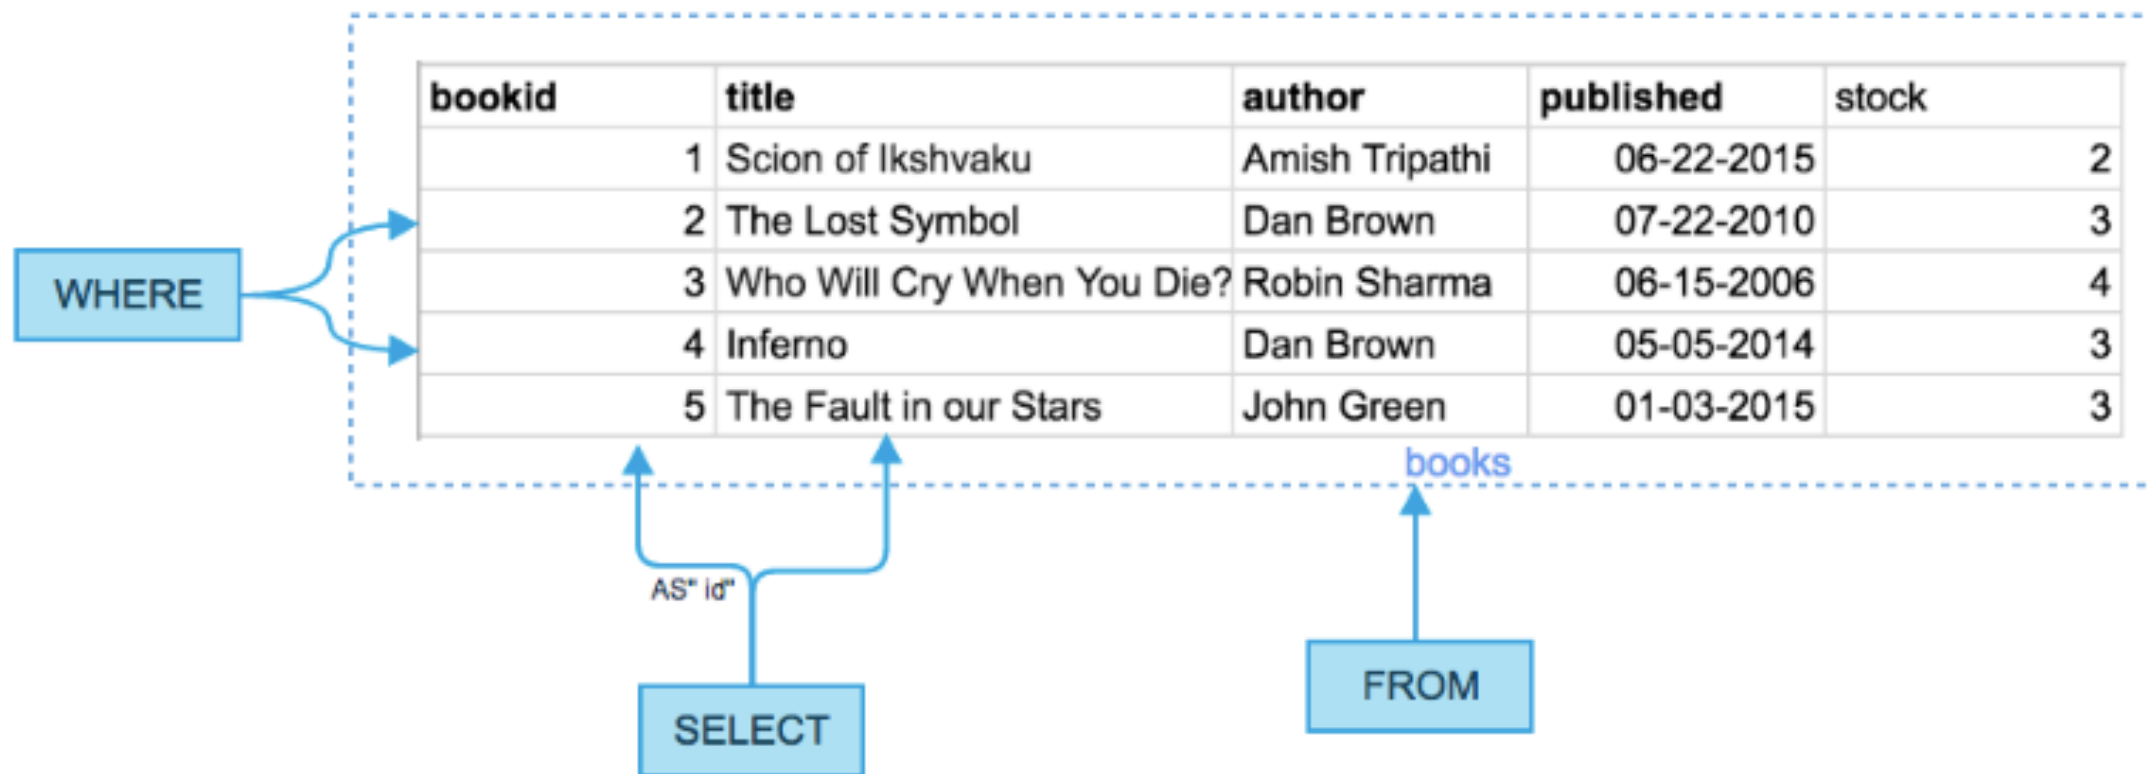 bookid title author published stock
1 Scion of Ikshvaku Amish Tripathi 06-22-2015 2
2 The Lost Symbol Dan Brown 07-22-2010 3
WHERE
3 Who Will Cry When You Die? Robin Sharma 06-15-2006 4
4 Inferno Dan Brown 05-05-2014 3
5 The Fault in our Stars John Green 01-03-2015 3
books
AS" id"
FROM
SELECT